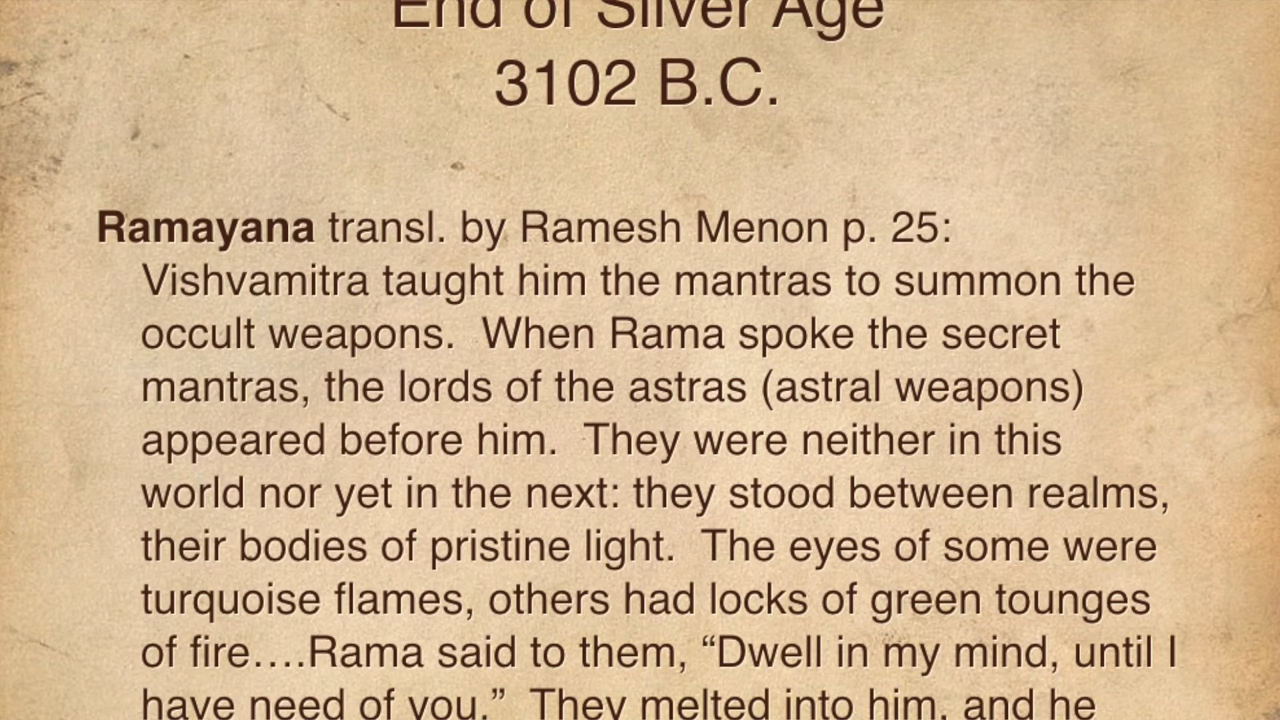 End of Silver Age
3102 B.C.
Ramayana transl. by Ramesh Menon p. 25:
Vishvamitra taught him the mantras to summon the
occult weapons.  When Rama spoke the secret
mantras, the lords of the astras (astral weapons)
appeared before him.  They were neither in this
world nor yet in the next: they stood between realms,
their bodies of pristine light.  The eyes of some were
turquoise flames, others had locks of green tounges
of fire….Rama said to them, “Dwell in my mind, until I
have need of you.”  They melted into him, and he